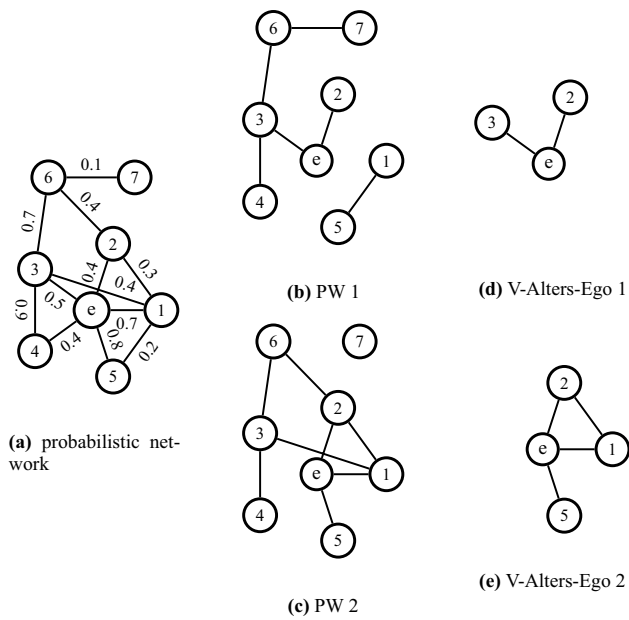 0.1
6 7
0.4
0.7
2
3 0.4 0.3
0.5 0.4
0.9 e 0.7 1
4 0.4 0.8 0.2
5
(a) probabilistic net-
work
6 7
2
3
e 1
4
5
(b) PW 1
6 7
2
3
e 1
4
5
(c) PW 2
2
3
e
(d) V-Alters-Ego 1
2
e 1
5
(e) V-Alters-Ego 2